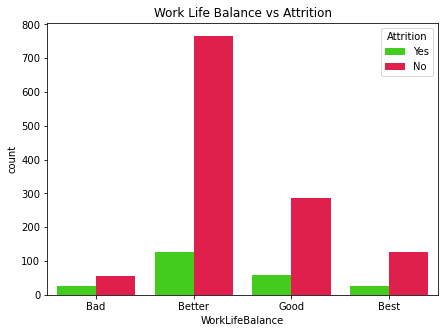 Work Life Balance vs Attrition
Attrition
Yes
No
800
700
600
500
400
300
200
100
0
count
Bad Better Good Best
WorkLifeBalance